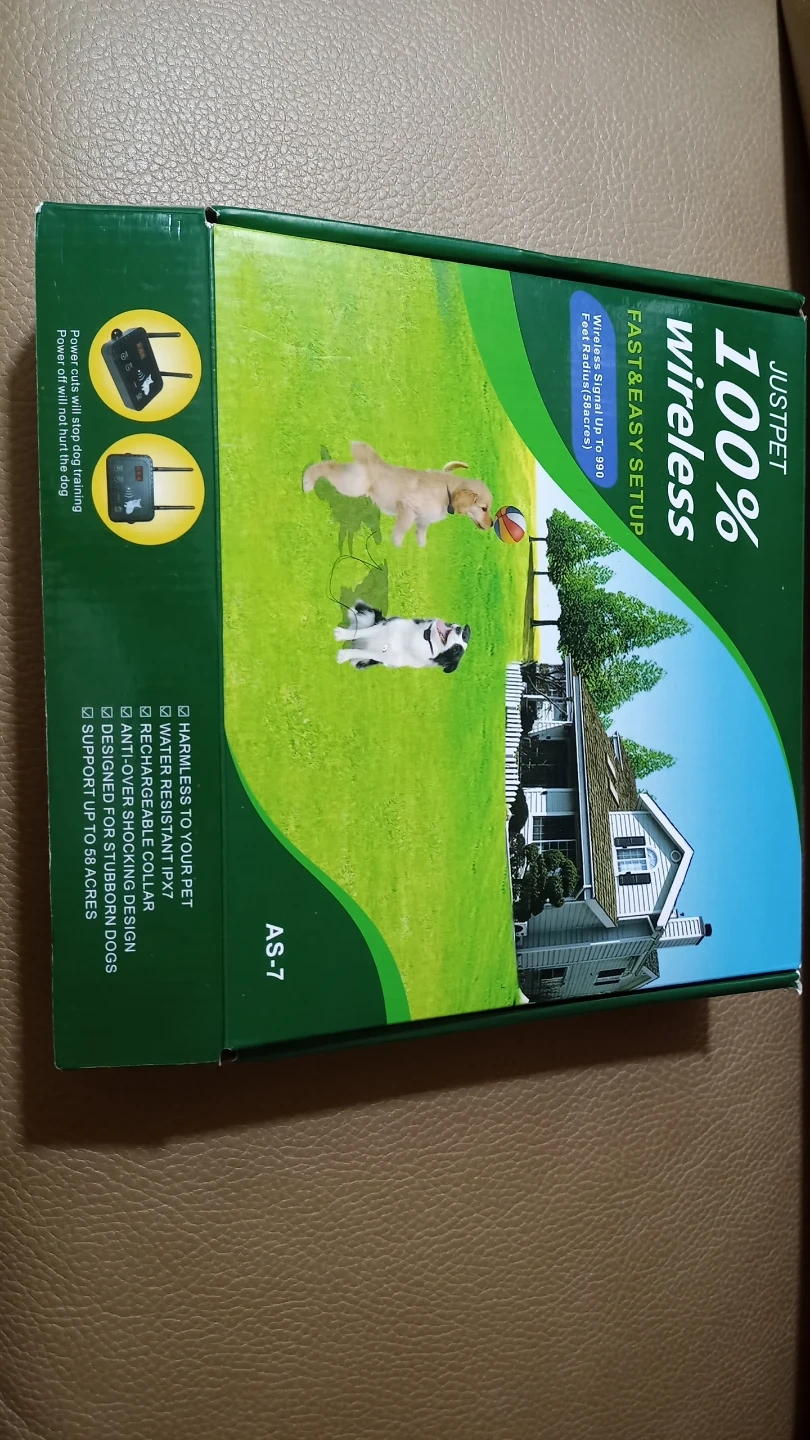 JUSTPET
100%
wireless
FAST&EASY SETUP
Wireless Signal Up To 990
Feet Radius(58acres)
AS-7
Power cuts will stop dog training
Power off will not hurt the dog
☑ HARMLESS TO YOUR PET
☑ WATER RESISTANT IPX7
☑ RECHARGEABLE COLLAR
☑ ANTI-OVER SHOCKING DESIGN
☑ DESIGNED FOR STUBBORN DOGS
☑ SUPPORT UP TO 58 ACRES